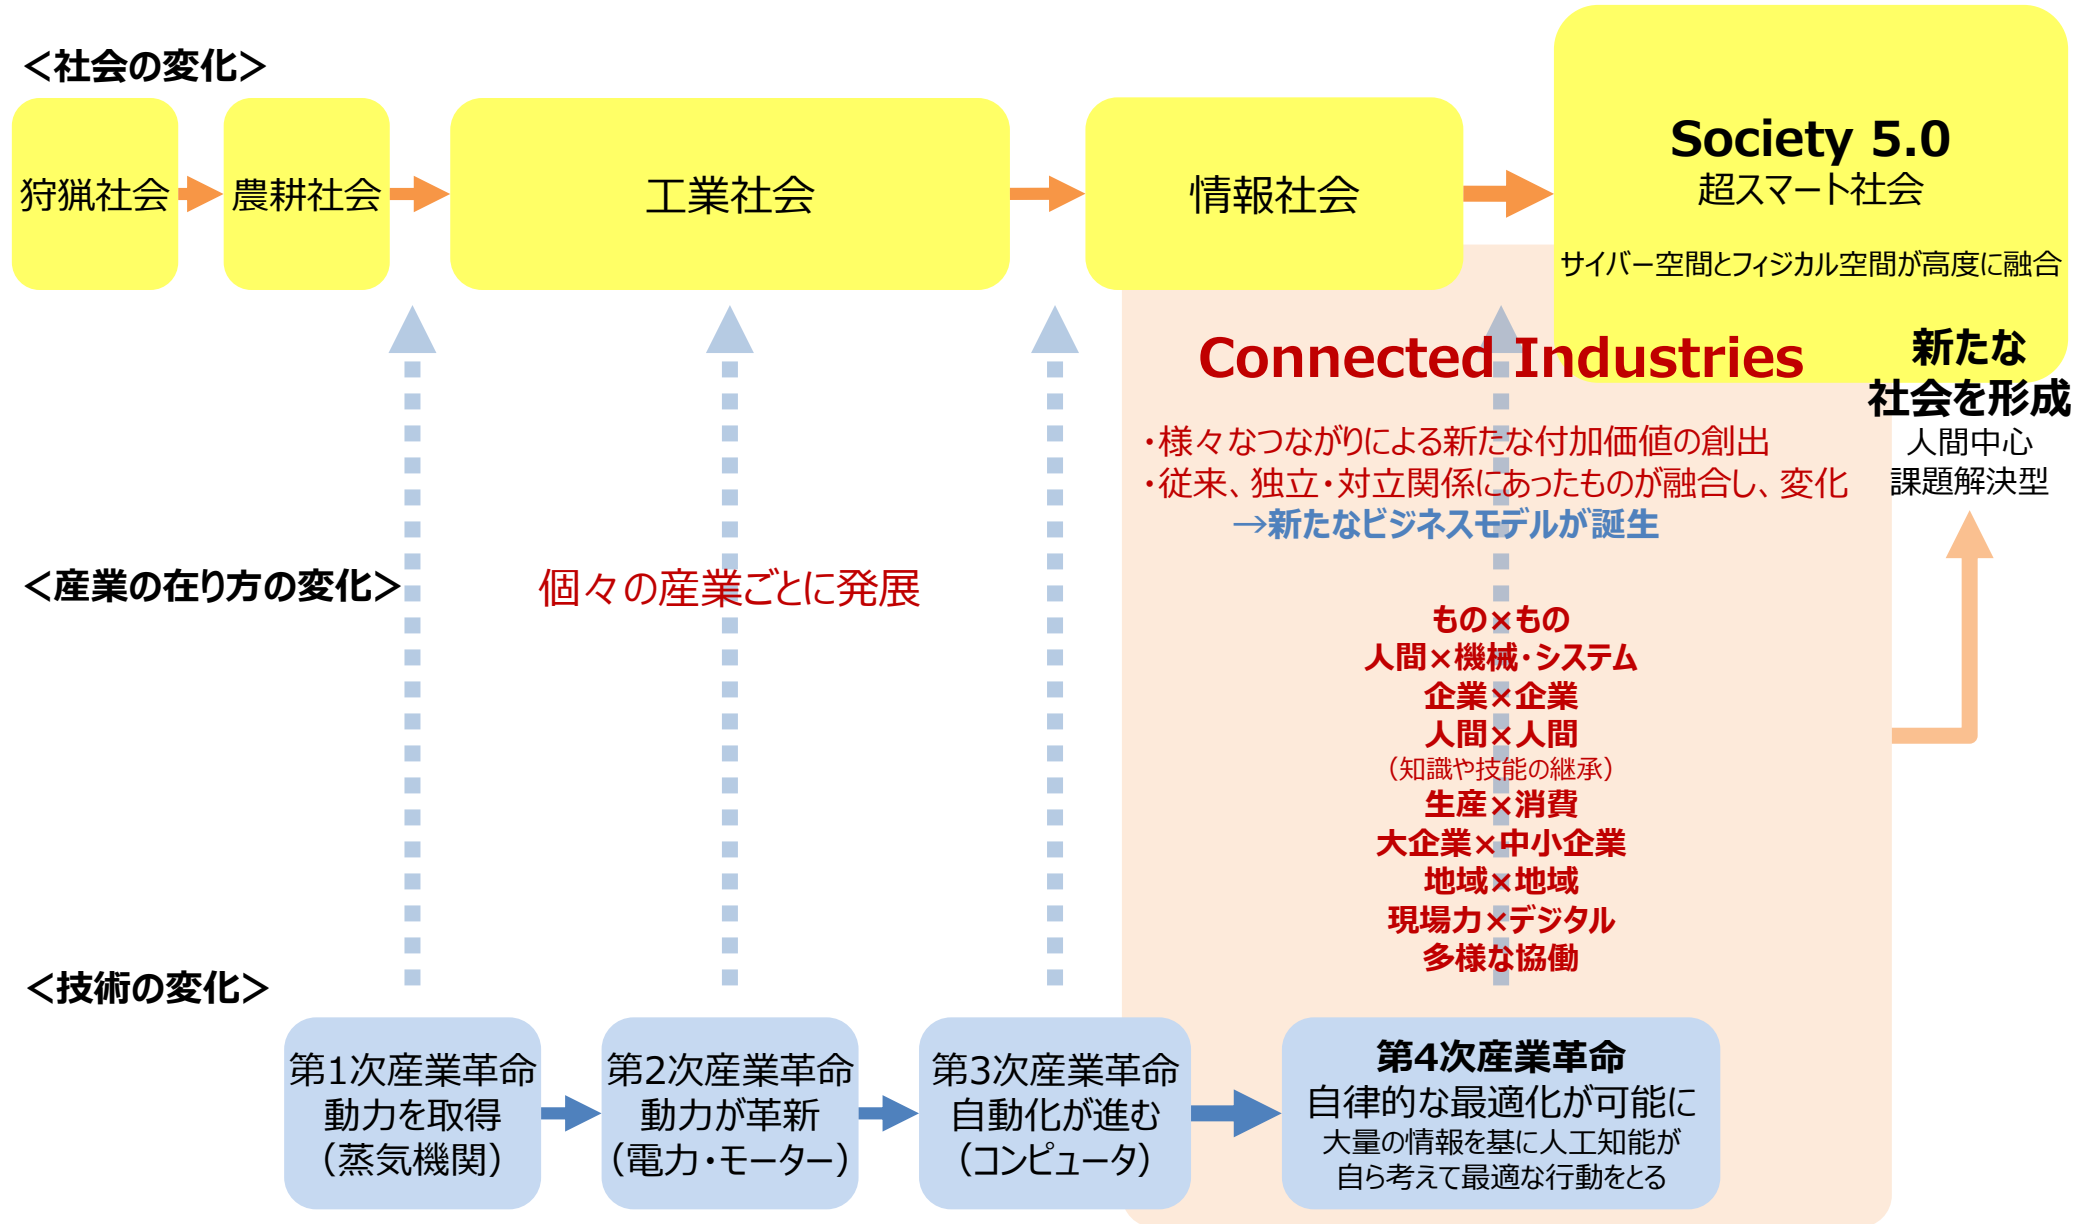 ＜社会の変化＞
狩猟社会
農耕社会
工業社会
情報社会
Society 5.0
超スマート社会
サイバー空間とフィジカル空間が高度に融合
新たな
社会を形成
人間中心
課題解決型
Connected Industries
・様々なつながりによる新たな付加価値の創出
・従来、独立・対立関係にあったものが融合し、変化
→新たなビジネスモデルが誕生
＜産業の在り方の変化＞
個々の産業ごとに発展
もの×もの
人間×機械・システム
企業×企業
人間×人間
（知識や技能の継承）
生産×消費
大企業×中小企業
地域×地域
現場力×デジタル
多様な協働
＜技術の変化＞
第1次産業革命
動力を取得
（蒸気機関）
第2次産業革命
動力が革新
（電力・モーター）
第3次産業革命
自動化が進む
（コンピュータ）
第4次産業革命
自律的な最適化が可能に
大量の情報を基に人工知能が
自ら考えて最適な行動をとる